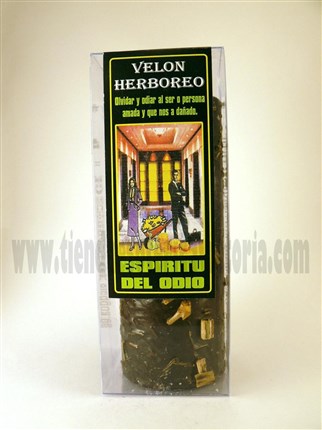 VELON
HERBOREO
Olvidar y odiar al ser o persona
amada y que nos a dañado.
ESPIRITU
DEL ODIO